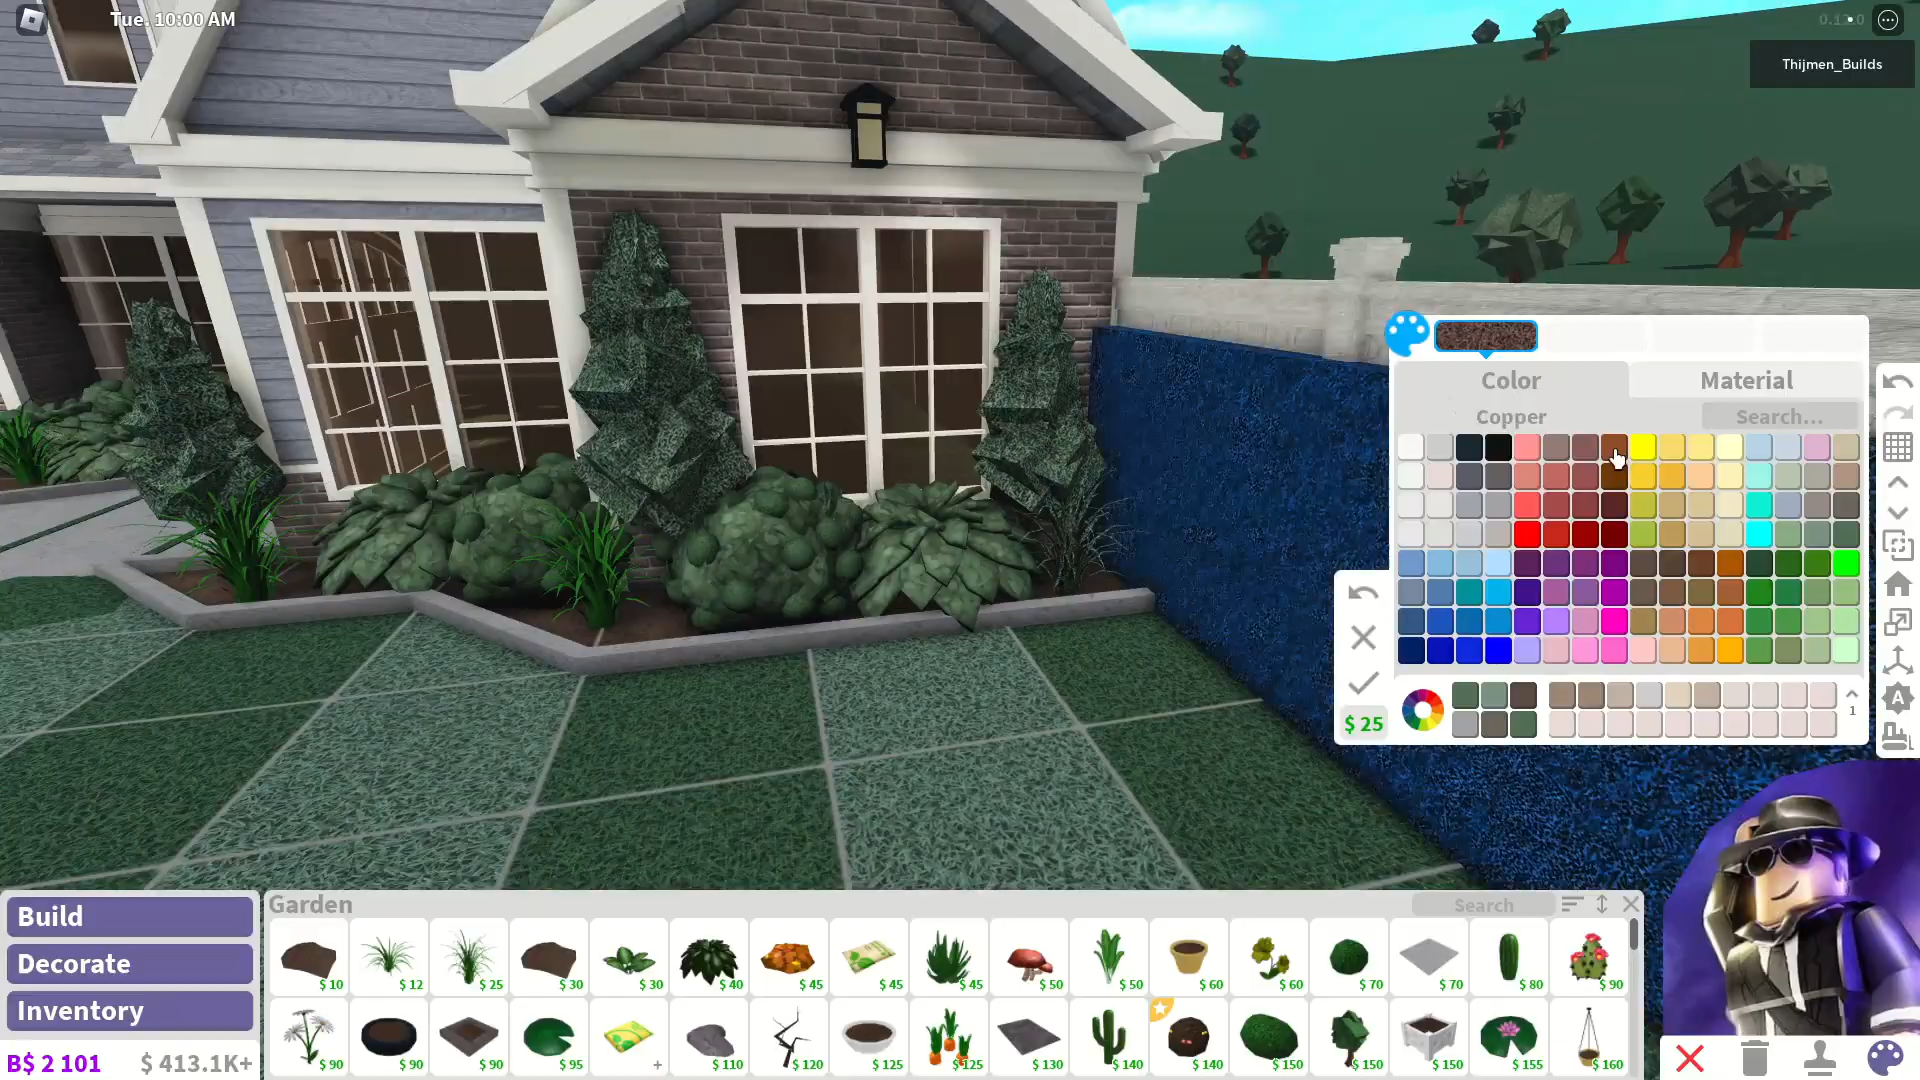 Tue. 10:00 AM
Thijmen_Builds
Color
Material
Copper
Search...
$ 25
1
Garden
Search
Build
Decorate
Inventory
B$ 2 101
$ 413.1K+
$ 10
$ 12
$ 25
$ 30
$ 30
$ 40
$ 45
$ 45
$ 45
$ 50
$ 50
$ 60
$ 60
$ 70
$ 70
$ 80
$ 90
$ 90
$ 90
$ 90
$ 95
+
$ 110
$ 120
$ 125
$ 125
$ 130
$ 140
$ 140
$ 150
$ 150
$ 150
$ 155
$ 160
A